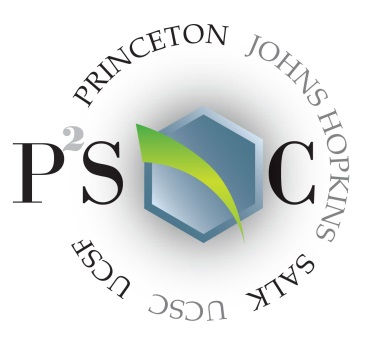 PRINCETON
JOHNS HOPKINS
P²S C
SALK
UCSC
UCSF